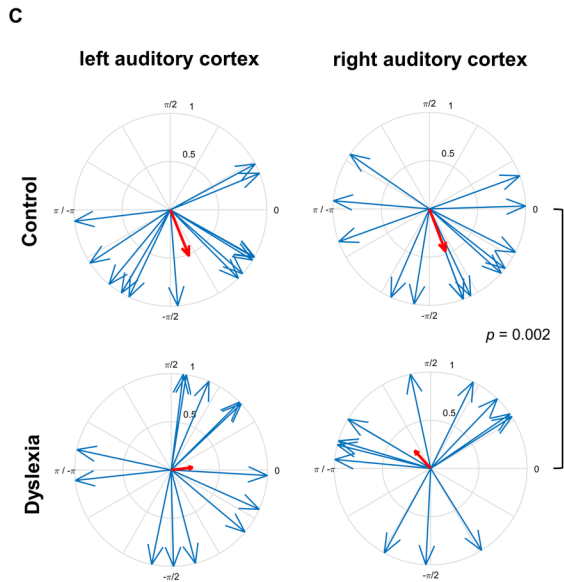 C
left auditory cortex
right auditory cortex
Control
π/2 1
0.5
π / -π
0
-π/2
π/2 1
0.5
π / -π
0
-π/2
p = 0.002
Dyslexia
π/2 1
0.5
π / -π
0
-π/2
π/2 1
0.5
π / -π
0
-π/2